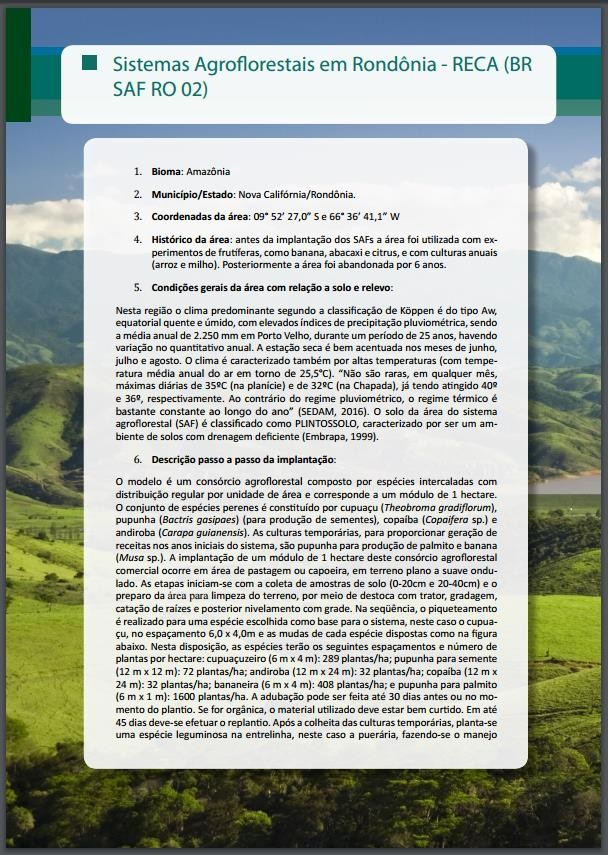 Sistemas Agroflorestais em Rondônia - RECA (BR
SAF RO 02)
1. Bioma: Amazônia
2. Município/Estado: Nova Califórnia/Rondônia.
3. Coordenadas da área: 09° 52’ 27,0” S e 66° 36’ 41,1” W
4. Histórico da área: antes da implantação dos SAFs a área foi utilizada com ex-
perimentos de frutíferas, como banana, abacaxi e citrus, e com culturas anuais
(arroz e milho). Posteriormente a área foi abandonada por 6 anos.
5. Condições gerais da área com relação a solo e relevo:
Nesta região o clima predominante segundo a classificação de Köppen é do tipo Aw,
equatorial quente e úmido, com elevados índices de precipitação pluviométrica, sendo
a média anual de 2.250 mm em Porto Velho, durante um período de 25 anos, havendo
variação no quantitativo anual. A estação seca é bem acentuada nos meses de junho,
julho e agosto. O clima é caracterizado também por altas temperaturas (com tempe-
ratura média anual do ar em torno de 25,5°C). “Não são raras, em qualquer mês,
máximas diárias de 35ºC (na planície) e de 32ºC (na Chapada), já tendo atingido 40º
e 36º, respectivamente. Ao contrário do regime pluviométrico, o regime térmico é
bastante constante ao longo do ano” (SEDAM, 2016). O solo da área do sistema
agroflorestal (SAF) é classificado como PLINTOSSOLO, caracterizado por ser um am-
biente de solos com drenagem deficiente (Embrapa, 1999).
6. Descrição passo a passo da implantação:
O modelo é um consórcio agroflorestal composto por espécies intercaladas com
distribuição regular por unidade de área e corresponde a um módulo de 1 hectare.
O conjunto de espécies perenes é constituído por cupuaçu (Theobroma gradiflorum),
pupunha (Bactris gasipaes) (para produção de sementes), copaíba (Copaifera sp.) e
andiroba (Carapa guianensis). As culturas temporárias, para proporcionar geração de
receitas nos anos iniciais do sistema, são pupunha para produção de palmito e banana
(Musa sp.). A implantação de um módulo de 1 hectare deste consórcio agroflorestal
comercial ocorre em área de pastagem ou capoeira, em terreno plano a suave ondu-
lado. As etapas iniciam-se com a coleta de amostras de solo (0-20cm e 20-40cm) e o
preparo da área para limpeza do terreno, por meio de destoca com trator, gradagem,
catação de raízes e posterior nivelamento com grade. Na seqüência, o piqueteamento
é realizado para uma espécie escolhida como base para o sistema, neste caso o cupua-
çu, no espaçamento 6,0 x 4,0m e as mudas de cada espécie dispostas como na figura
abaixo. Nesta disposição, as espécies terão os seguintes espaçamentos e número de
plantas por hectare: cupuaçuzeiro (6 m x 4 m): 289 plantas/ha; pupunha para semente
(12 m x 12 m): 72 plantas/ha; andiroba (12 m x 24 m): 32 plantas/ha; copaíba (12 m x
24 m): 32 plantas/ha; bananeira (6 m x 4 m): 408 plantas/ha; e pupunha para palmito
(6 m x 1 m): 1600 plantas/ha. A adubação pode ser feita até 30 dias antes ou no mo-
mento do plantio. Se for orgânica, o material utilizado deve estar bem curtido. Em até
45 dias deve-se efetuar o replantio. Após a colheita das culturas temporárias, planta-se
uma espécie leguminosa na entrelinha, neste caso a puerária, fazendo-se o manejo